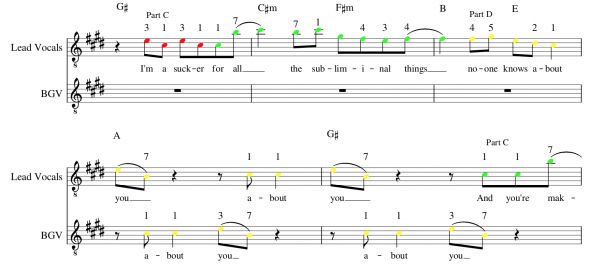 G♯ C♯m F♯m B E
Part C Part D
3 1 3 1 1 7 7 1 4 3 4 3 1 4 5 1 2 1
Lead Vocals
I'm a suck-er for all the sub-lim-i-nal things no-one knows a-bout
BGV
A G♯
Part C
7 1 1 7 1 1 7
Lead Vocals
you a-bout you And you're mak-
1 1 3 7 1 1 3 7
BGV
a-bout you a-bout you